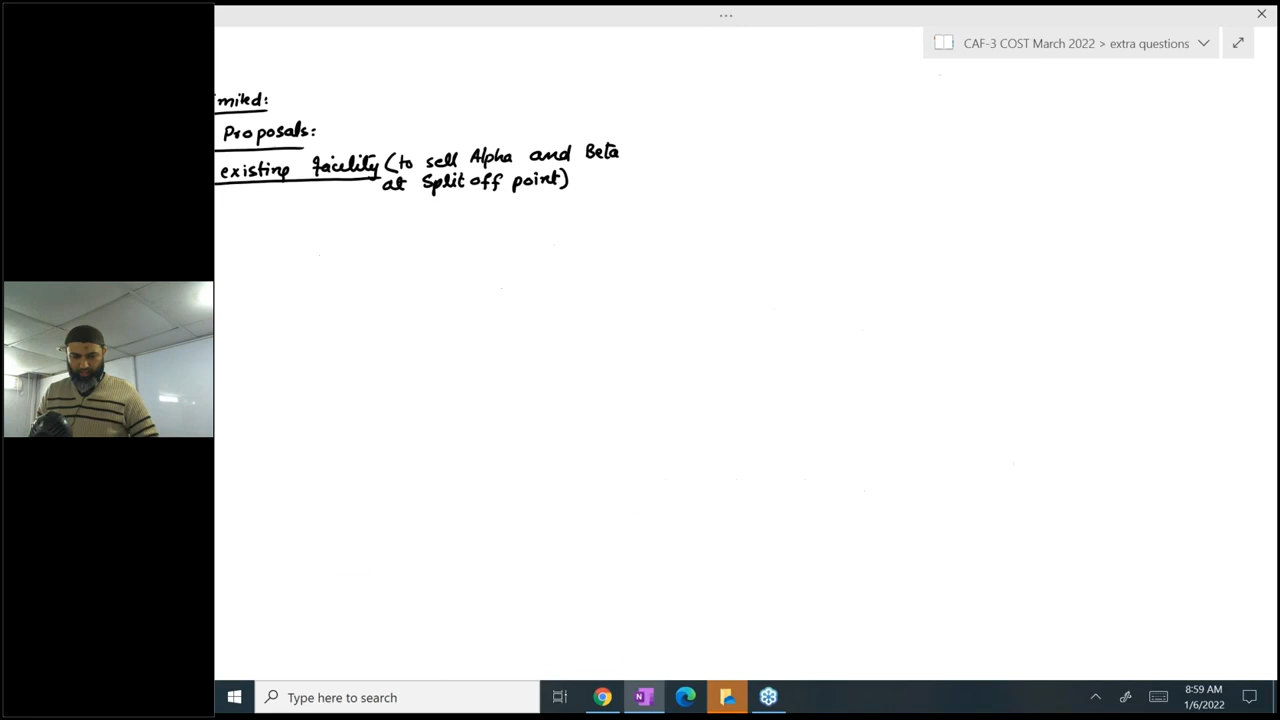 CAF-3 COST March 2022 > extra questions
mited:
Proposals:
existing facility (to sell Alpha and Beta
at Split off point)
Type here to search
8:59 AM
1/6/2022